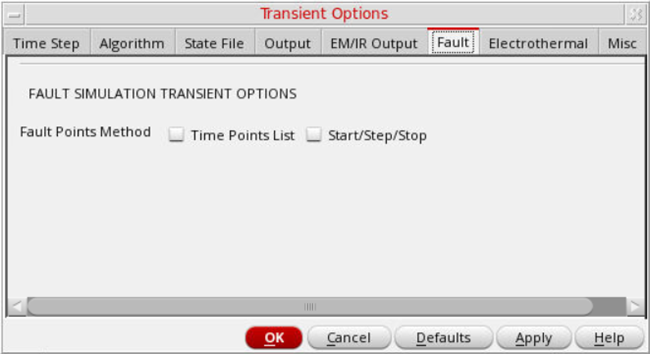 Transient Options
Time Step Algorithm State File Output EM/IR Output Fault Electrothermal Misc
FAULT SIMULATION TRANSIENT OPTIONS
Fault Points Method Time Points List Start/Step/Stop
OK Cancel Defaults Apply Help